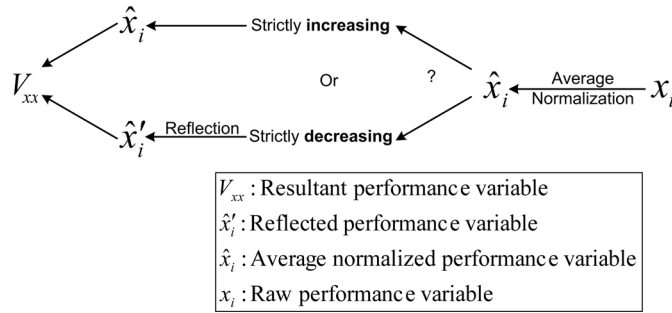 x̂ᵢ Strictly increasing
Vₓₓ Or ? x̂ᵢ Average Normalization xᵢ
x̂′ᵢ Reflection Strictly decreasing
Vₓₓ : Resultant performance variable
x̂′ᵢ : Reflected performance variable
x̂ᵢ : Average normalized performance variable
xᵢ : Raw performance variable